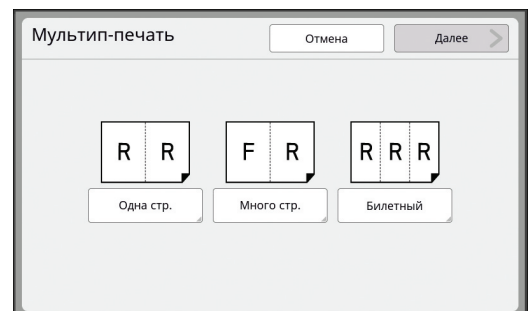 Мультип-печать
Отмена
Далее
R R
F R
R R R
Одна стр.
Много стр.
Билетный